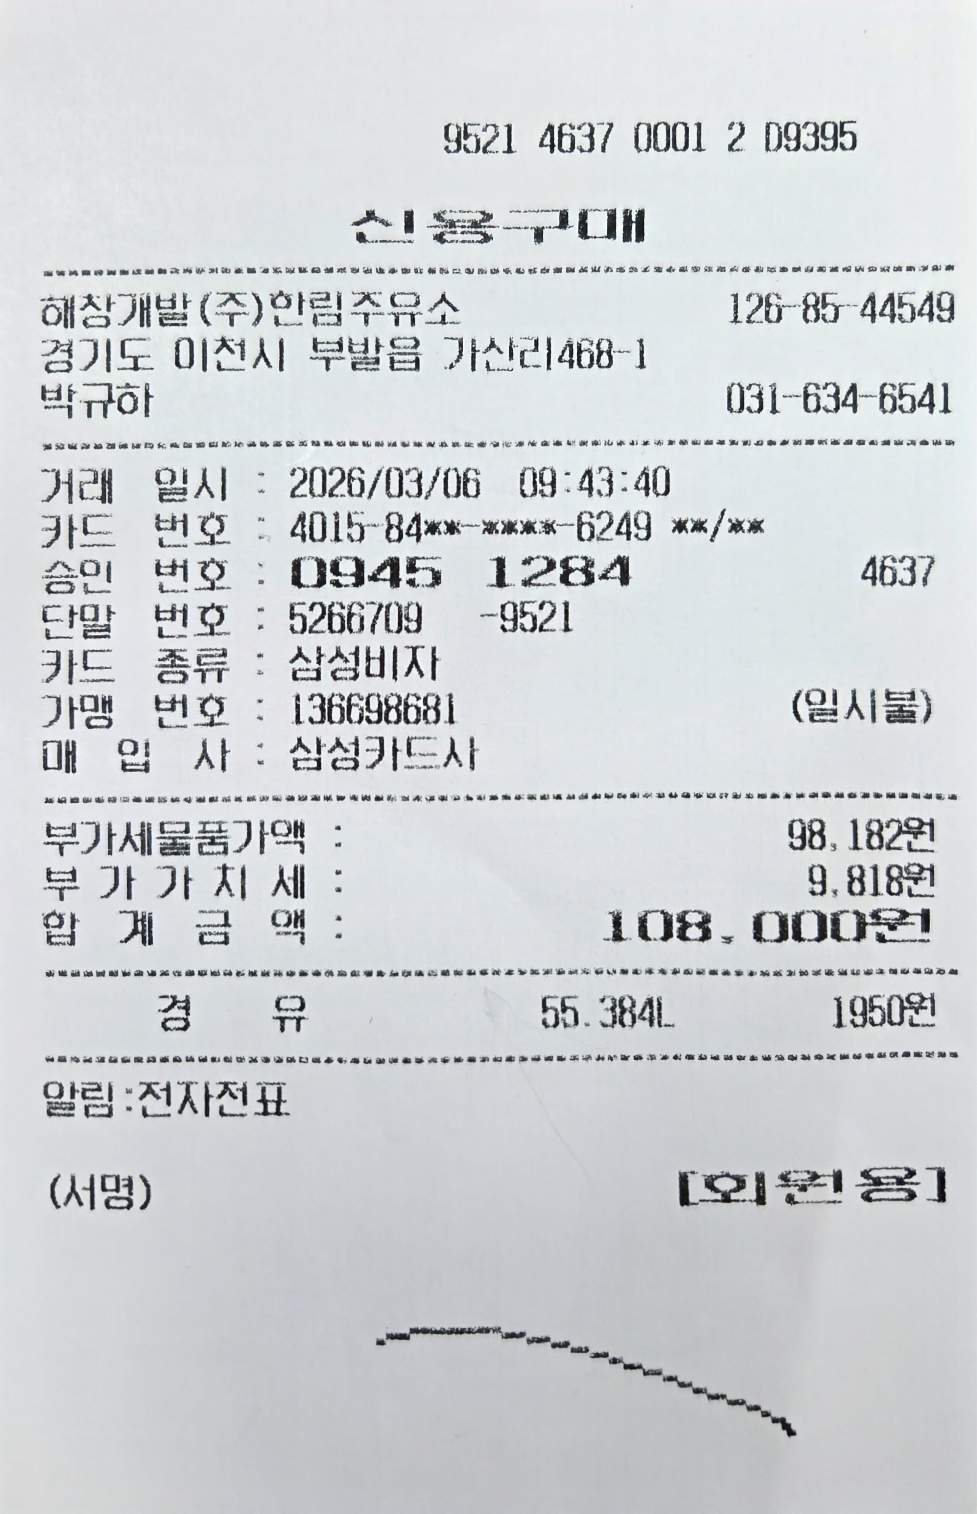 9521 4637 0001 2 D9395
신용구매
해창개발(주)한림주유소 126-85-44549
경기도 이천시 부발읍 가산리468-1
박규하 031-634-6541
거래 일시 : 2026/03/06 09:43:40
카드 번호 : 4015-84**-****-6249 **/**
승인 번호 : 0945 1284 4637
단말 번호 : 5266709 -9521
카드 종류 : 삼성비자
가맹 번호 : 136698681 (일시불)
매 입 사 : 삼성카드사
부가세물품가액 : 98,182원
부 가 가 치 세 : 9,818원
합 계 금 액 : 108,000원
경 유 55.384L 1950원
알림:전자전표
(서명) [회원용]